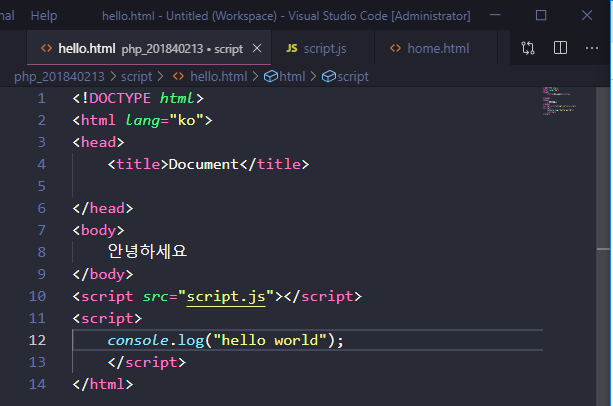 nal Help hello.html - Untitled (Workspace) - Visual Studio Code [Administrator]
<> hello.html php_201840213 • script JS script.js <> home.html ...
php_201840213 > script > <> hello.html > html > script
1 <!DOCTYPE html>
2 <html lang="ko">
3 <head>
4 <title>Document</title>
5
6 </head>
7 <body>
8 안녕하세요
9 </body>
10 <script src="script.js"></script>
11 <script>
12 console.log("hello world");
13 </script>
14 </html>